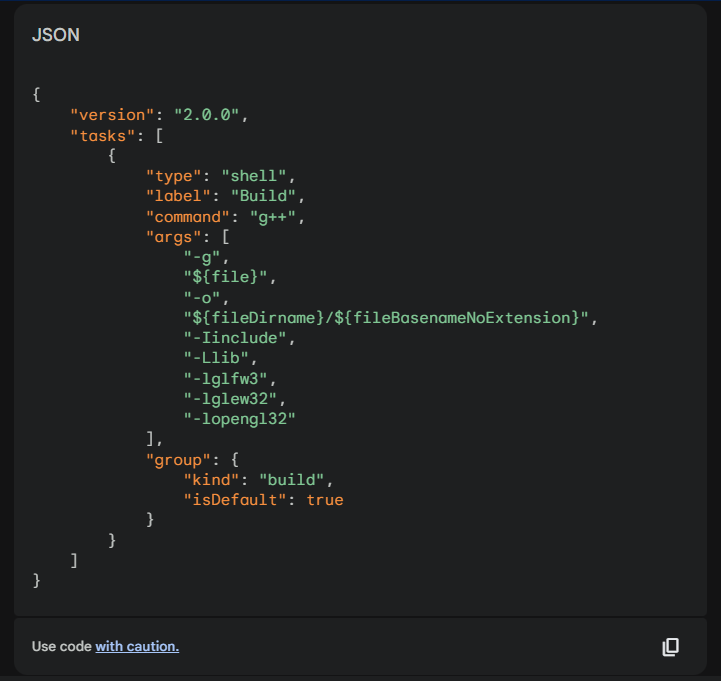 JSON
{
    "version": "2.0.0",
    "tasks": [
        {
            "type": "shell",
            "label": "Build",
            "command": "g++",
            "args": [
                "-g",
                "${file}",
                "-o",
                "${fileDirname}/${fileBasenameNoExtension}",
                "-Iinclude",
                "-Llib",
                "-lglfw3",
                "-lglew32",
                "-lopengl32"
            ],
            "group": {
                "kind": "build",
                "isDefault": true
            }
        }
    ]
}
Use code with caution.